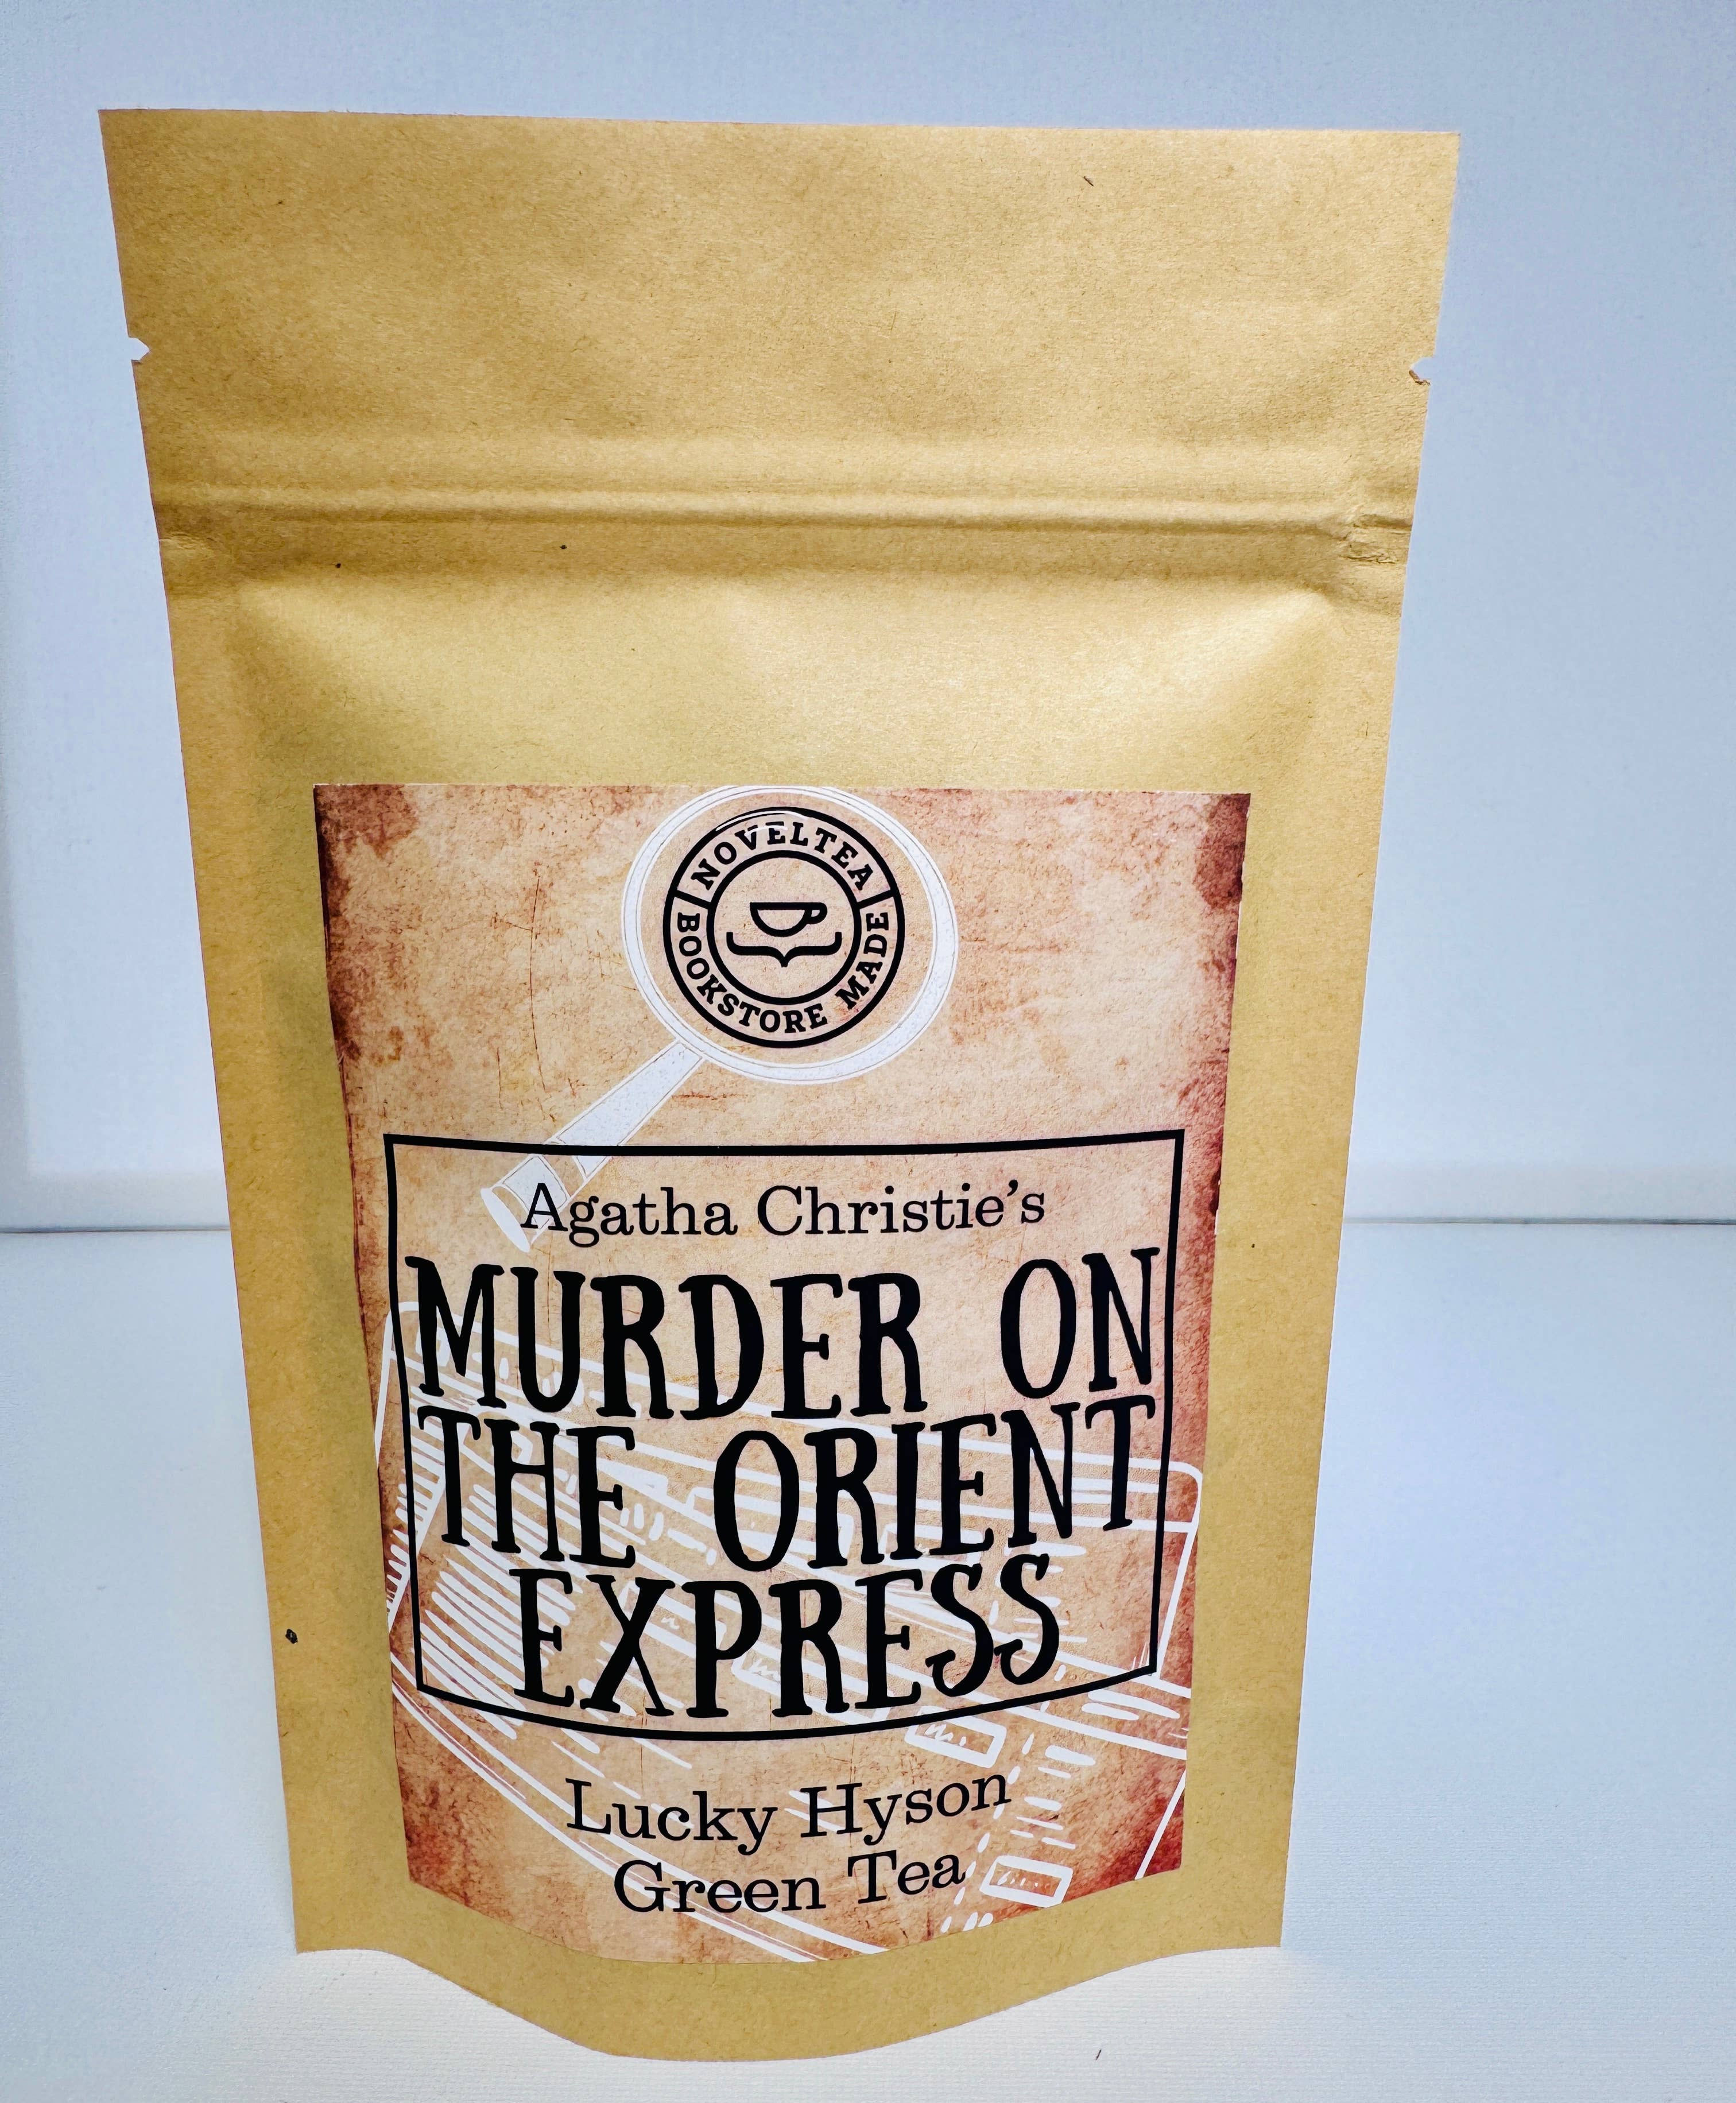 NOVELTEA
BOOKSTORE MADE
Agatha Christie's
MURDER ON
THE ORIENT
EXPRESS
Lucky Hyson
Green Tea